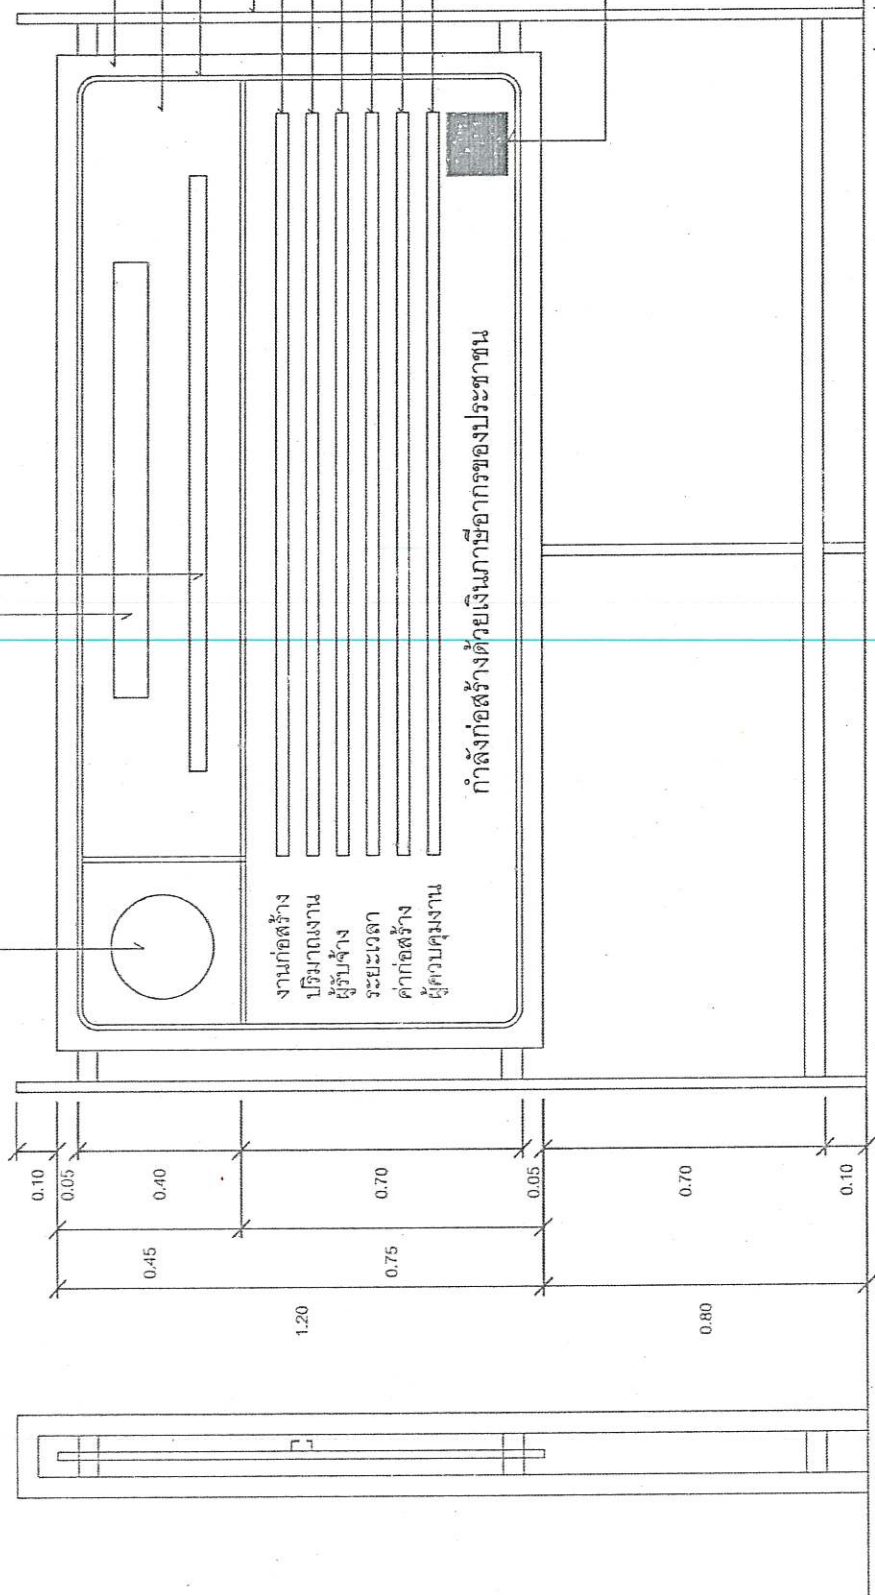 งานก่อสร้าง
ปริมาณงาน
ผู้รับจ้าง
ระยะเวลา
ค่าก่อสร้าง
ผู้ควบคุมงาน
กำลังก่อสร้างด้วยเงินภาษีอากรของประชาชน
0.10
0.05
0.40
0.70
0.05
0.70
0.10
0.45
0.75
1.20
0.80